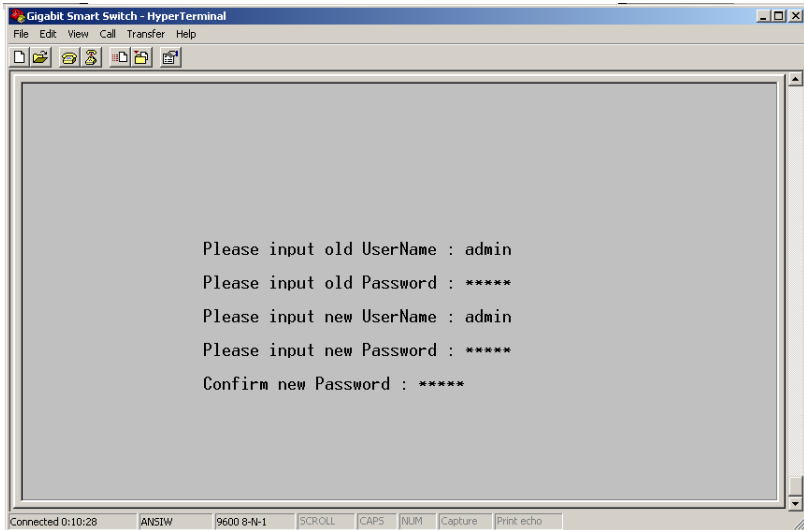 Gigabit Smart Switch - HyperTerminal
File Edit View Call Transfer Help
Please input old UserName : admin
Please input old Password : *****
Please input new UserName : admin
Please input new Password : *****
Confirm new Password : *****
Connected 0:10:28 ANSIW 9600 8-N-1 SCROLL CAPS NUM Capture Print echo